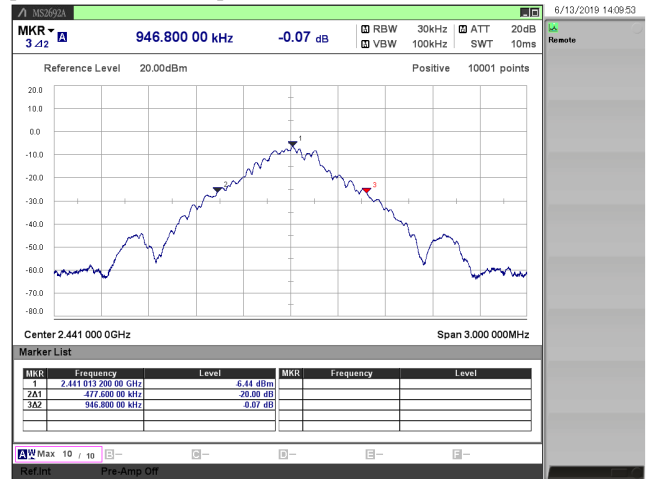 MS2692A
6/13/2019 14:09:53
MKR 3 Δ2 A 946.800 00 kHz -0.07 dB
M RBW 30kHz M ATT 20dB
M VBW 100kHz SWT 10ms
Remote
Reference Level 20.00dBm Positive 10001 points
20.0
10.0
0.0
1
-10.0
-20.0
2 3
-30.0
-40.0
-50.0
-60.0
-70.0
-80.0
Center 2.441 000 0GHz Span 3.000 000MHz
Marker List
MKR Frequency Level MKR Frequency Level
1 2.441 013 200 00 GHz -6.44 dBm
2Δ1 -477.600 00 kHz -20.00 dB
3Δ2 946.800 00 kHz -0.07 dB
A W Max 10 / 10 B- C- D- E- F-
Ref.Int Pre-Amp Off